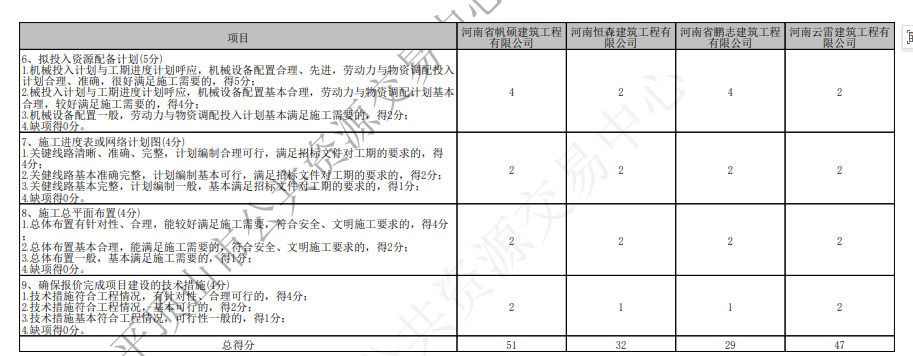 项目
河南省帆硕建筑工程有限公司
河南恒森建筑工程有限公司
河南省鹏志建筑工程有限公司
河南云雷建筑工程有限公司
6、拟投入资源配备计划(5分)
1.机械投入计划与工期进度计划呼应，机械设备配置合理、先进，劳动力与物资调配投入
计划合理、准确，很好满足施工需要的，得5分；
2.械投入计划与工期进度计划呼应，机械设备配置基本合理，劳动力与物资调配计划基本
合理，较好满足施工需要的，得4分；
3.机械设备配置一般，劳动力与物资调配投入计划基本满足施工需要的，得2分；
4.缺项得0分。
4 2 4 2
7、施工进度表或网络计划图(4分)
1.关键线路清晰、准确、完整，计划编制合理可行，满足招标文件对工期的要求的，得
4分；
2.关健线路基本准确完整，计划编制基本可行，满足招标文件对工期的要求的，得2分；
3.关健线路基本完整，计划编制一般，基本满足招标文件对工期的要求的，得1分；
4.缺项得0分。
2 2 2 2
8、施工总平面布置(4分)
1.总体布置有针对性、合理，能较好满足施工需要，符合安全、文明施工要求的，得4分
；
2.总体布置基本合理，能满足施工需要的，符合安全、文明施工要求的，得2分；
3.总体布置一般，基本满足施工需要的，得1分；
4.缺项得0分。
2 2 2 2
9、确保报价完成项目建设的技术措施(4分)
1.技术措施符合工程情况，有针对性、合理可行的，得4分；
2.技术措施符合工程情况，基本可行的，得2分；
3.技术措施基本符合工程情况，可行性一般的，得1分；
4.缺项得0分。
2 1 1 2
总得分 51 32 29 47
平顶山市公共资源交易中心
公共资源交易中心